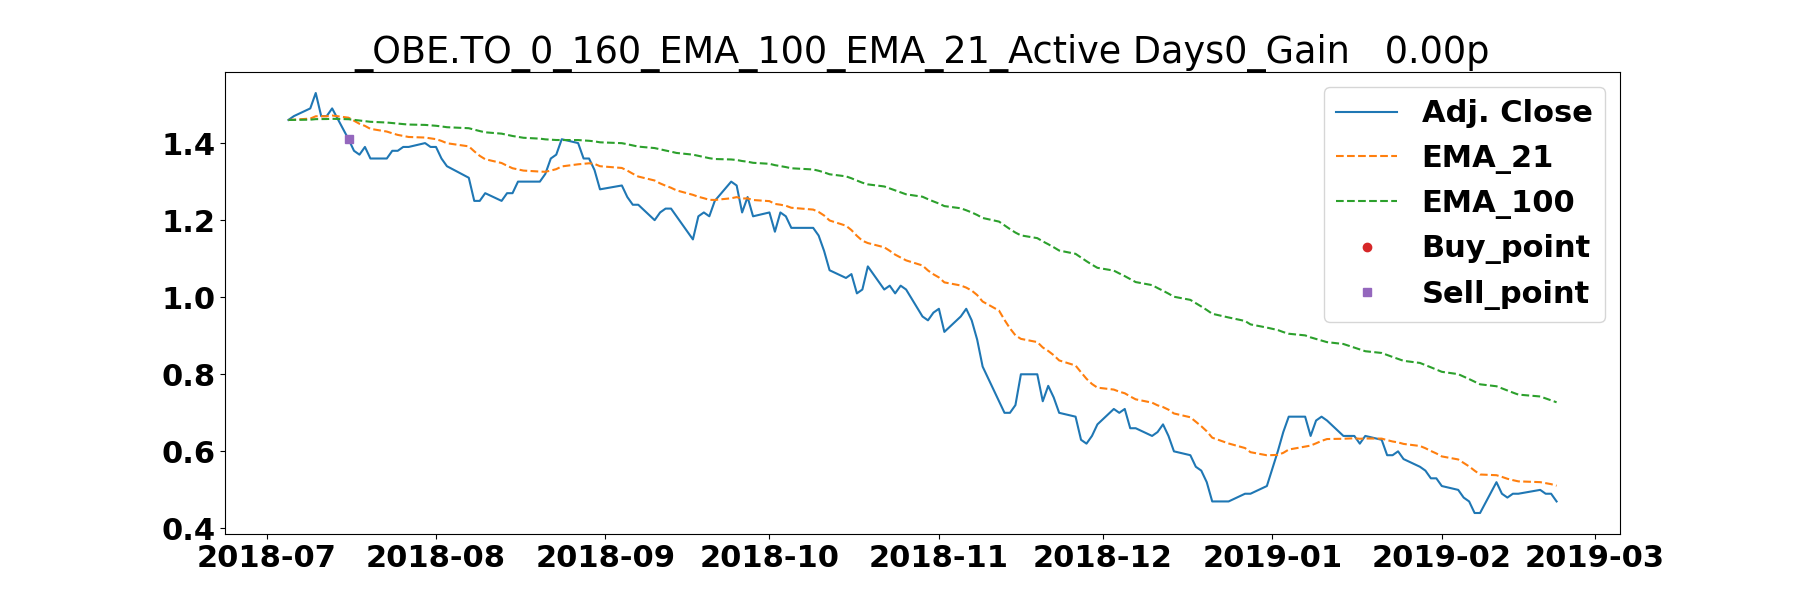 _OBE.TO_0_160_EMA_100_EMA_21_Active Days0_Gain   0.00p
Adj. Close
EMA_21
EMA_100
Buy_point
Sell_point
1.4
1.2
1.0
0.8
0.6
0.4
2018-07 2018-08 2018-09 2018-10 2018-11 2018-12 2019-01 2019-02 2019-03